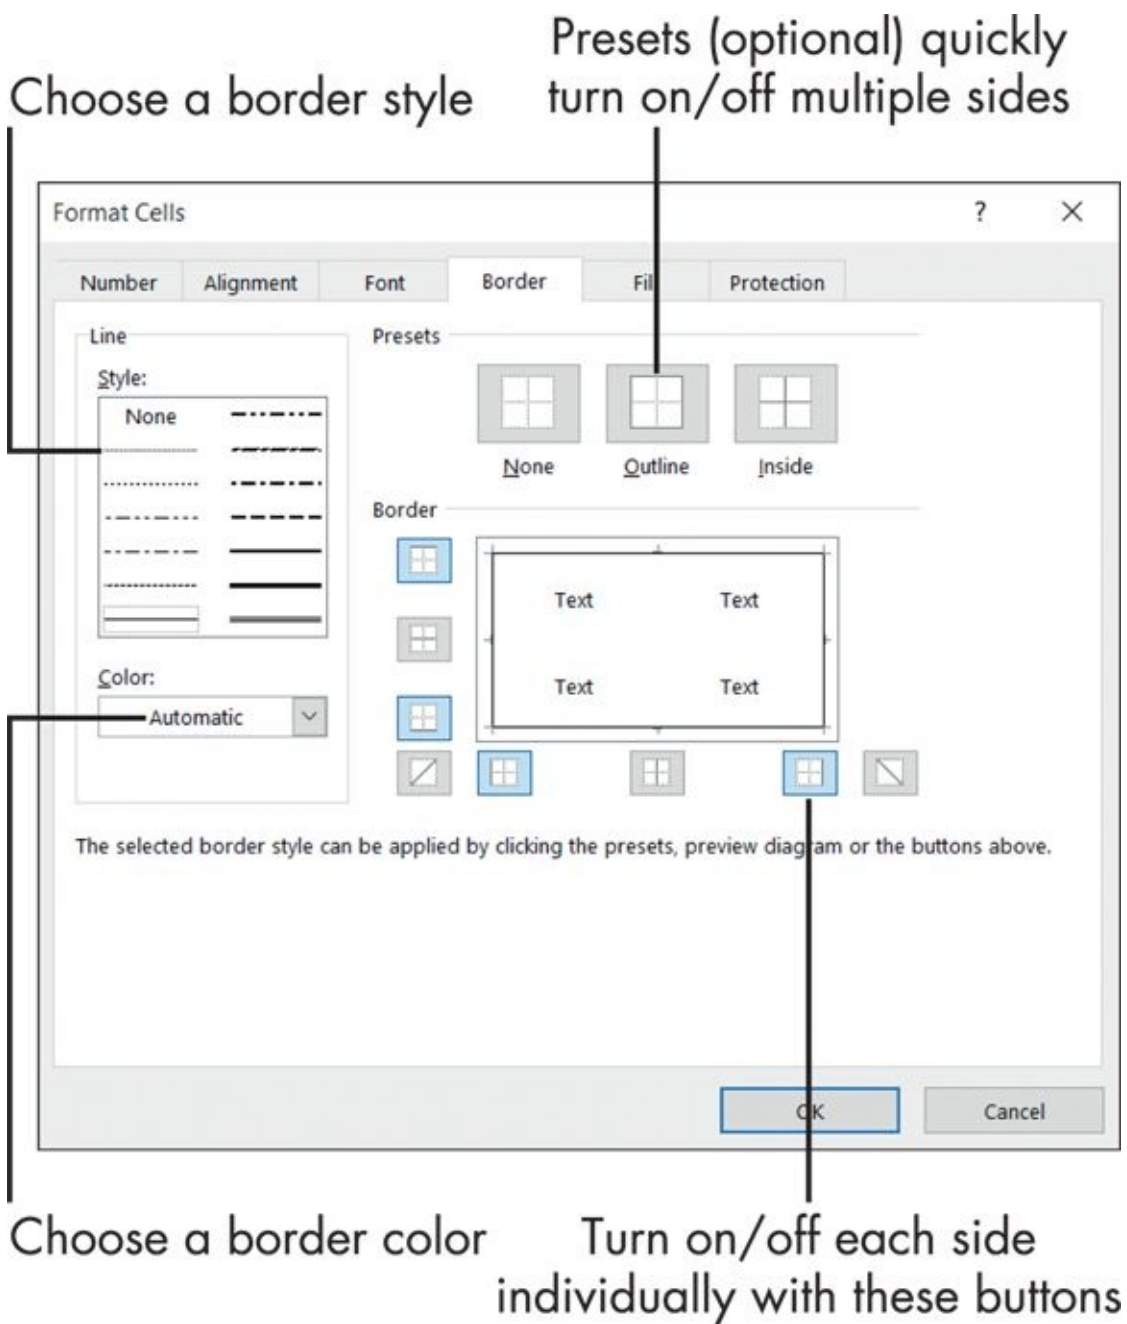 Presets (optional) quickly
turn on/off multiple sides
Choose a border style
Format Cells ? ×
Number Alignment Font Border Fill Protection
Line
Presets
Style:
None
None Outline Inside
Border
Text Text
Text Text
Color:
Automatic
The selected border style can be applied by clicking the presets, preview diagram or the buttons above.
OK Cancel
Choose a border color
Turn on/off each side
individually with these buttons